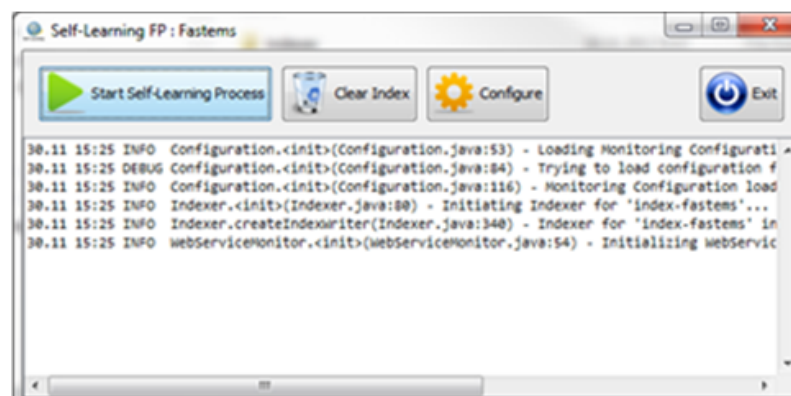 Self-Learning FP : Fastems
Start Self-Learning Process
Clear Index
Configure
Exit
30.11 15:25 INFO Configuration.<init>(Configuration.java:53) - Loading Monitoring Configurati
30.11 15:25 DEBUG Configuration.<init>(Configuration.java:84) - Trying to load configuration f
30.11 15:25 INFO Configuration.<init>(Configuration.java:116) - Monitoring Configuration load
30.11 15:25 INFO Indexer.<init>(Indexer.java:80) - Initiating Indexer for 'index-fastems'...
30.11 15:25 INFO Indexer.createIndexWriter(Indexer.java:340) - Indexer for 'index-fastems' in
30.11 15:25 INFO WebServiceMonitor.<init>(WebServiceMonitor.java:54) - Initializing WebServic